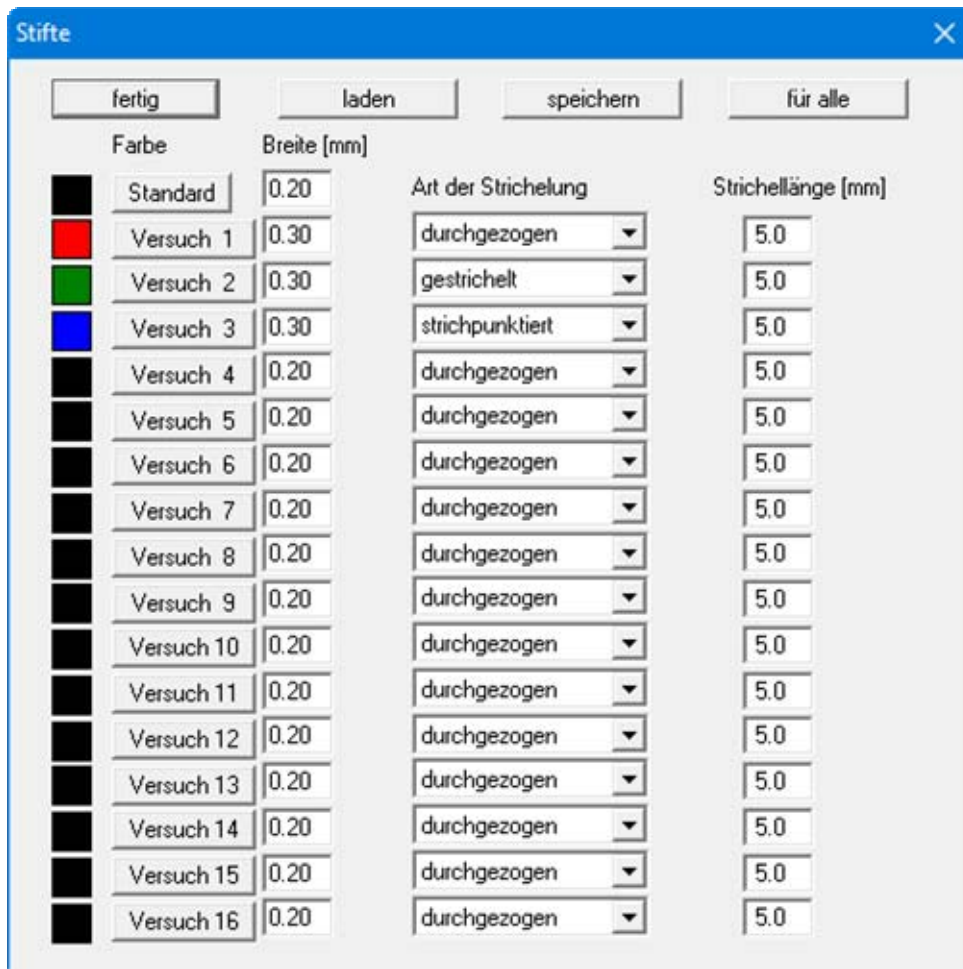 Stifte
fertig laden speichern für alle
Farbe Breite [mm]
Standard 0.20 Art der Strichelung Strichellänge [mm]
Versuch 1 0.30 durchgezogen 5.0
Versuch 2 0.30 gestrichelt 5.0
Versuch 3 0.30 strichpunktiert 5.0
Versuch 4 0.20 durchgezogen 5.0
Versuch 5 0.20 durchgezogen 5.0
Versuch 6 0.20 durchgezogen 5.0
Versuch 7 0.20 durchgezogen 5.0
Versuch 8 0.20 durchgezogen 5.0
Versuch 9 0.20 durchgezogen 5.0
Versuch 10 0.20 durchgezogen 5.0
Versuch 11 0.20 durchgezogen 5.0
Versuch 12 0.20 durchgezogen 5.0
Versuch 13 0.20 durchgezogen 5.0
Versuch 14 0.20 durchgezogen 5.0
Versuch 15 0.20 durchgezogen 5.0
Versuch 16 0.20 durchgezogen 5.0